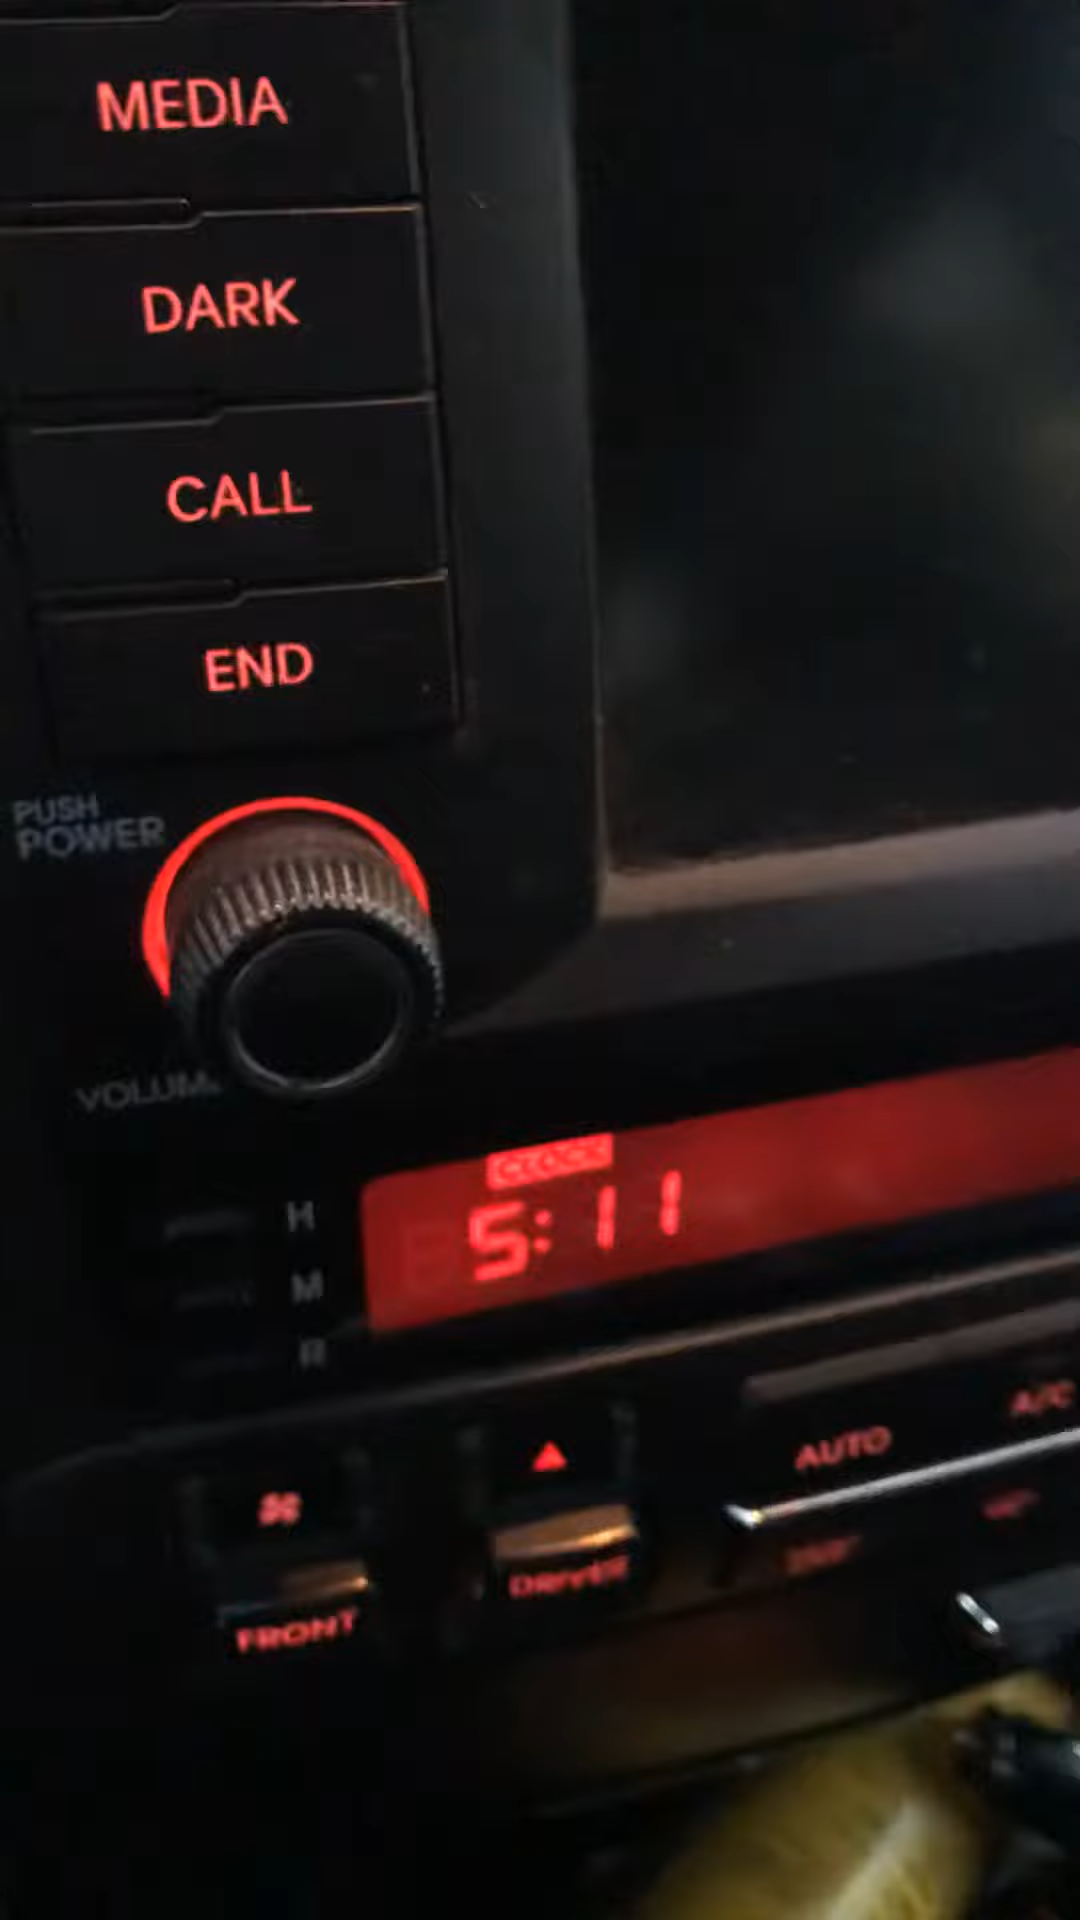 MEDIA
DARK
CALL
END
PUSH
POWER
VOLUME
CLOCK
5:11
H
M
R
A/C
AUTO
DRIVER
FRONT